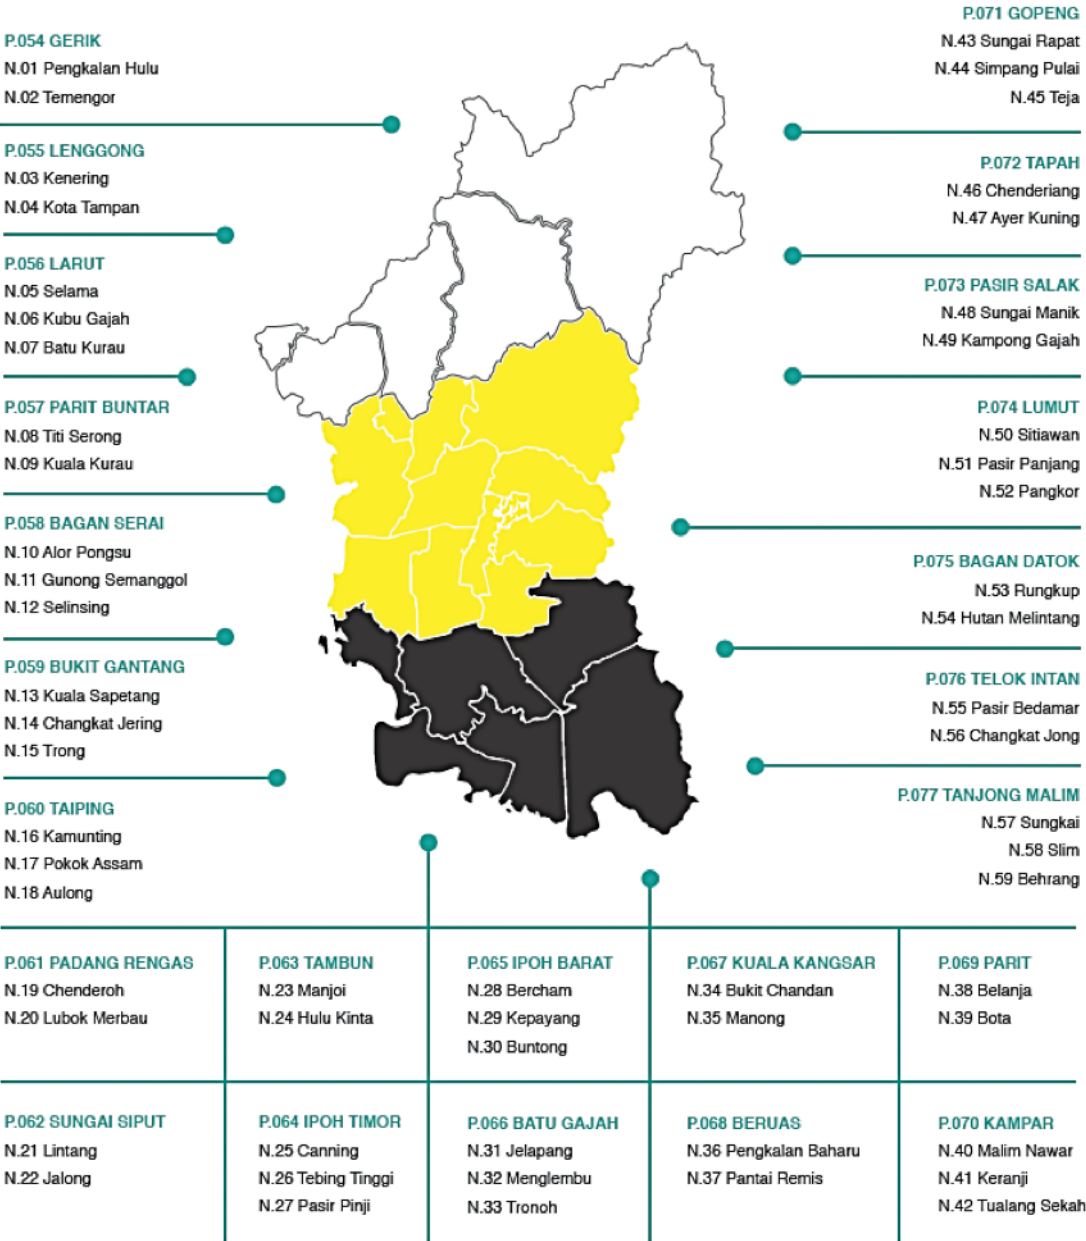 P.054 GERIK
N.01 Pengkalan Hulu
N.02 Temengor
P.055 LENGGONG
N.03 Kenering
N.04 Kota Tampan
P.056 LARUT
N.05 Selama
N.06 Kubu Gajah
N.07 Batu Kurau
P.057 PARIT BUNTAR
N.08 Titi Serong
N.09 Kuala Kurau
P.058 BAGAN SERAI
N.10 Alor Pongsu
N.11 Gunong Semanggol
N.12 Selinsing
P.059 BUKIT GANTANG
N.13 Kuala Sapetang
N.14 Changkat Jering
N.15 Trong
P.060 TAIPING
N.16 Kamunting
N.17 Pokok Assam
N.18 Aulong
P.071 GOPENG
N.43 Sungai Rapat
N.44 Simpang Pulai
N.45 Teja
P.072 TAPAH
N.46 Chenderiang
N.47 Ayer Kuning
P.073 PASIR SALAK
N.48 Sungai Manik
N.49 Kampong Gajah
P.074 LUMUT
N.50 Sitiawan
N.51 Pasir Panjang
N.52 Pangkor
P.075 BAGAN DATOK
N.53 Rungkup
N.54 Hutan Melintang
P.076 TELOK INTAN
N.55 Pasir Bedamar
N.56 Changkat Jong
P.077 TANJONG MALIM
N.57 Sungkai
N.58 Slim
N.59 Behrang
P.061 PADANG RENGAS
N.19 Chenderoh
N.20 Lubok Merbau
P.063 TAMBUN
N.23 Manjoi
N.24 Hulu Kinta
P.065 IPOH BARAT
N.28 Bercham
N.29 Kepayang
N.30 Buntong
P.067 KUALA KANGSAR
N.34 Bukit Chandan
N.35 Manong
P.069 PARIT
N.38 Belanja
N.39 Bota
P.062 SUNGAI SIPUT
N.21 Lintang
N.22 Jalong
P.064 IPOH TIMOR
N.25 Canning
N.26 Tebing Tinggi
N.27 Pasir Pinji
P.066 BATU GAJAH
N.31 Jelapang
N.32 Menglembu
N.33 Tronoh
P.068 BERUAS
N.36 Pengkalan Baharu
N.37 Pantai Remis
P.070 KAMPAR
N.40 Malim Nawar
N.41 Keranji
N.42 Tualang Sekah